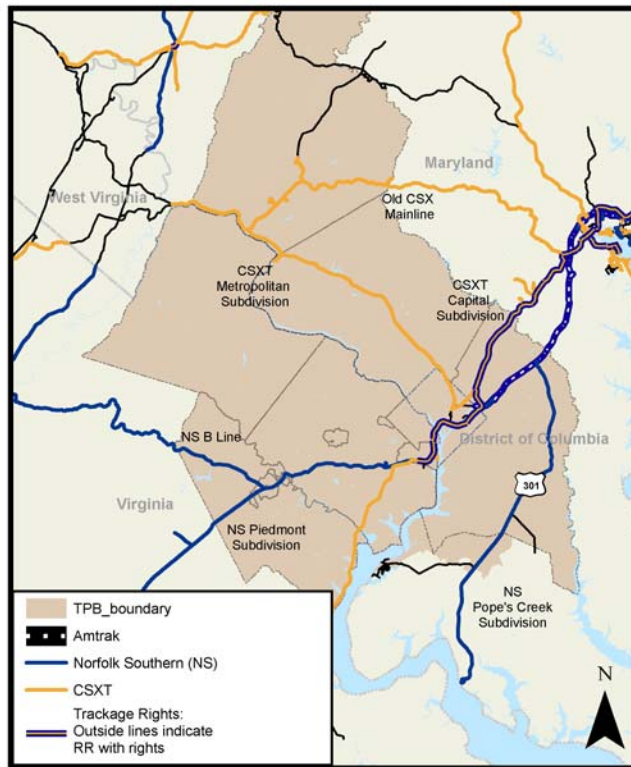 Maryland
West Virginia
Old CSX
Mainline
CSXT
Metropolitan
Subdivision
CSXT
Capital
Subdivision
NS B Line
District of Columbia
301
Virginia
NS Piedmont
Subdivision
NS
Pope's Creek
Subdivision
TPB_boundary
Amtrak
Norfolk Southern (NS)
CSXT
Trackage Rights:
Outside lines indicate
RR with rights
N